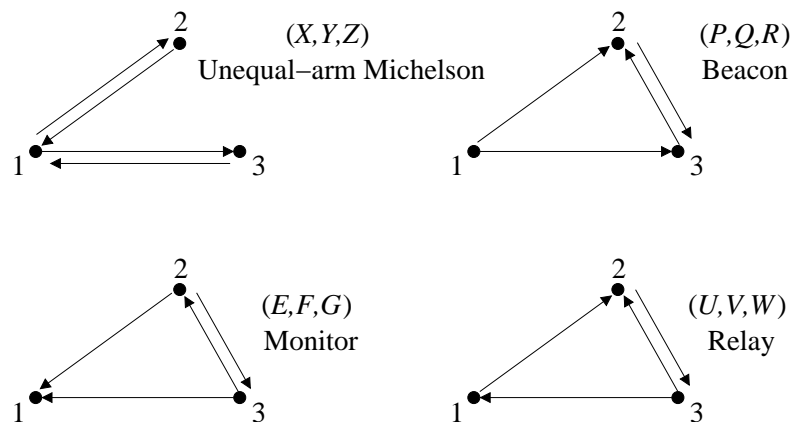 2
(X,Y,Z)
Unequal−arm Michelson
1
3
2
(P,Q,R)
Beacon
1
3
2
(E,F,G)
Monitor
1
3
2
(U,V,W)
Relay
1
3